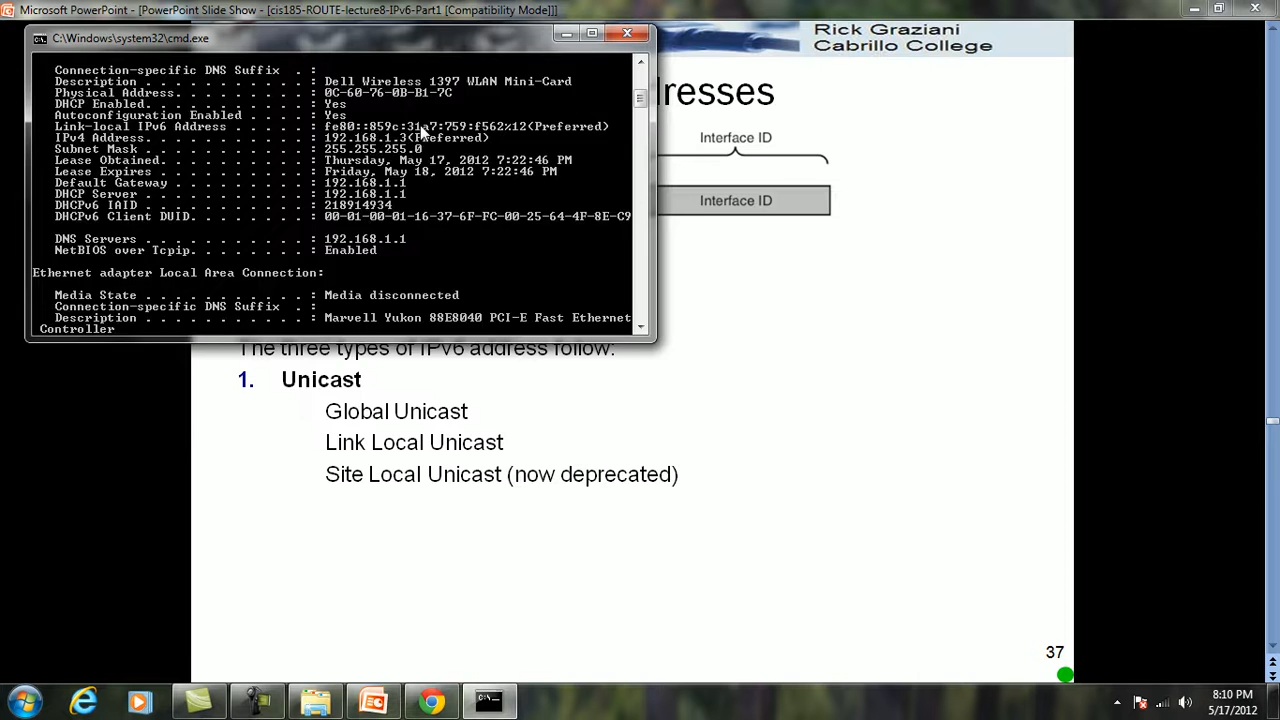 Microsoft PowerPoint - [PowerPoint Slide Show - [cis185-ROUTE-lecture8-IPv6-Part1 [Compatibility Mode]]]
Rick Graziani
Cabrillo College
C:\Windows\system32\cmd.exe
Connection-specific DNS Suffix . :
Description . . . . . . . . . . . : Dell Wireless 1397 WLAN Mini-Card
Physical Address. . . . . . . . . : 0C-60-76-0B-B1-7C
DHCP Enabled. . . . . . . . . . . : Yes
Autoconfiguration Enabled . . . . : Yes
Link-local IPv6 Address . . . . . : fe80::859c:31a7:759:f562%12(Preferred)
IPv4 Address. . . . . . . . . . . : 192.168.1.3(Preferred)
Subnet Mask . . . . . . . . . . . : 255.255.255.0
Lease Obtained. . . . . . . . . . : Thursday, May 17, 2012 7:22:46 PM
Lease Expires . . . . . . . . . . : Friday, May 18, 2012 7:22:46 PM
Default Gateway . . . . . . . . . : 192.168.1.1
DHCP Server . . . . . . . . . . . : 192.168.1.1
DHCPv6 IAID . . . . . . . . . . . : 218914934
DHCPv6 Client DUID. . . . . . . . : 00-01-00-01-16-37-6F-FC-00-25-64-4F-8E-C9
DNS Servers . . . . . . . . . . . : 192.168.1.1
NetBIOS over Tcpip. . . . . . . . : Enabled
Ethernet adapter Local Area Connection:
Media State . . . . . . . . . . . : Media disconnected
Connection-specific DNS Suffix . :
Description . . . . . . . . . . . : Marvell Yukon 88E8040 PCI-E Fast Ethernet
Controller
resses
Interface ID
Interface ID
The three types of IPv6 address follow:
1. Unicast
Global Unicast
Link Local Unicast
Site Local Unicast (now deprecated)
37
8:10 PM
5/17/2012